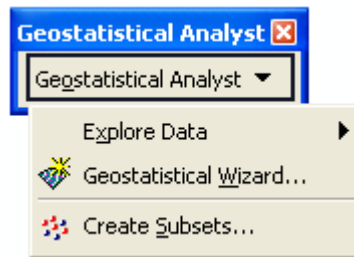 Geostatistical Analyst
Geostatistical Analyst
Explore Data
Geostatistical Wizard...
Create Subsets...